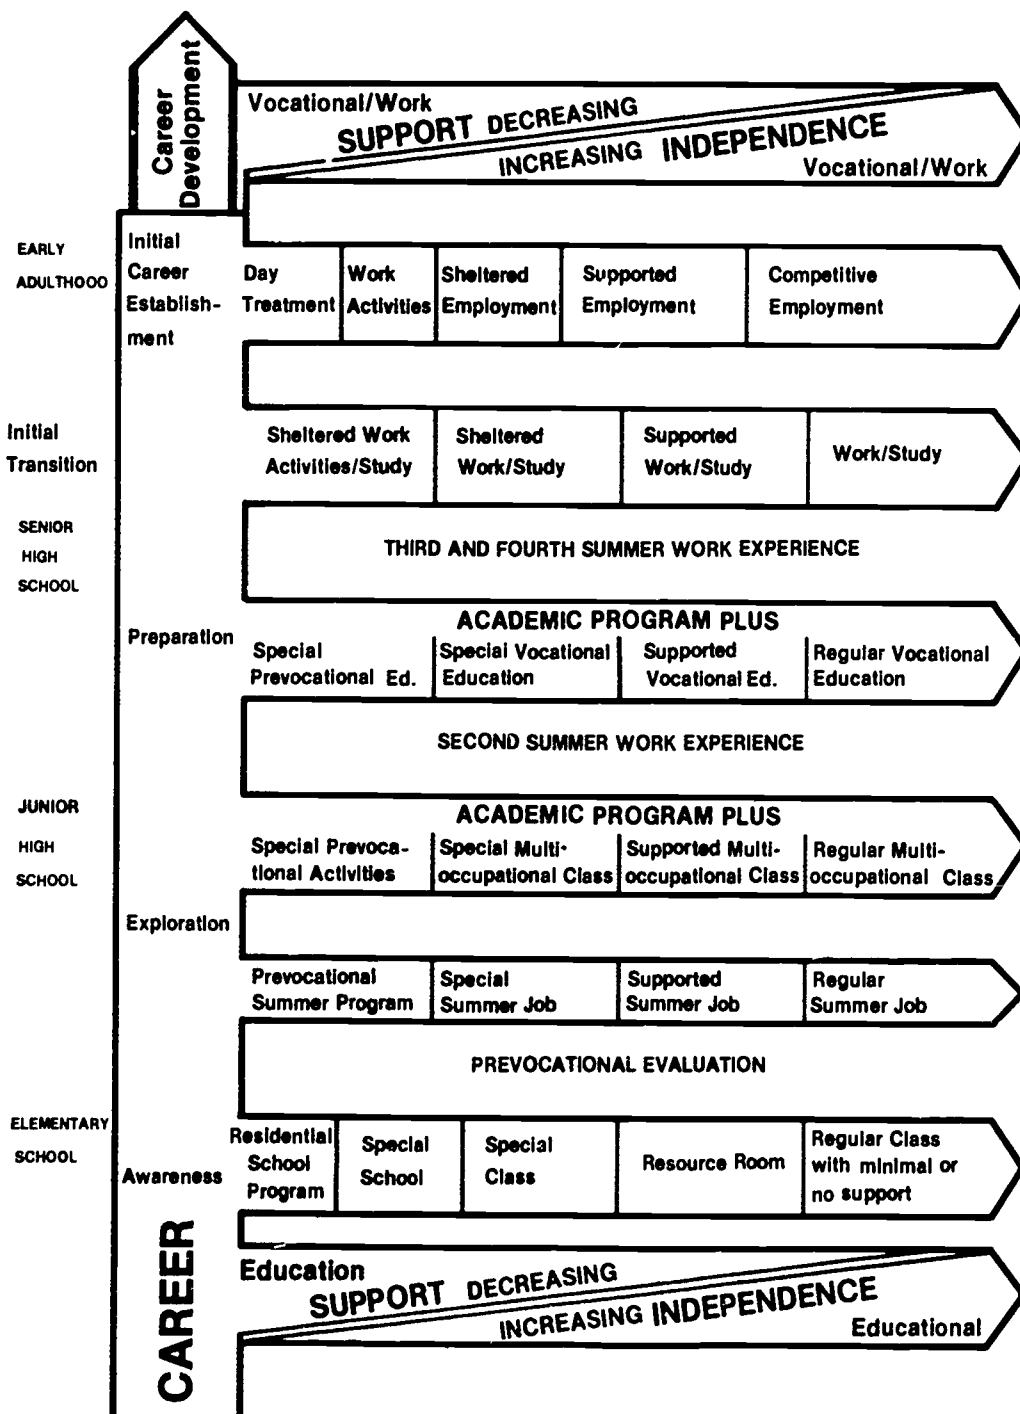 Career
Development
Vocational/Work
SUPPORT DECREASING
INCREASING INDEPENDENCE
Vocational/Work
EARLY
ADULTHOOD
Initial
Career
Establish-
ment
Day
Treatment
Work
Activities
Sheltered
Employment
Supported
Employment
Competitive
Employment
Initial
Transition
Sheltered Work
Activities/Study
Sheltered
Work/Study
Supported
Work/Study
Work/Study
SENIOR
HIGH
SCHOOL
THIRD AND FOURTH SUMMER WORK EXPERIENCE
Preparation
ACADEMIC PROGRAM PLUS
Special
Prevocational Ed.
Special Vocational
Education
Supported
Vocational Ed.
Regular Vocational
Education
SECOND SUMMER WORK EXPERIENCE
JUNIOR
HIGH
SCHOOL
ACADEMIC PROGRAM PLUS
Special Prevoca-
tional Activities
Special Multi-
occupational Class
Supported Multi-
occupational Class
Regular Multi-
occupational Class
Exploration
Prevocational
Summer Program
Special
Summer Job
Supported
Summer Job
Regular
Summer Job
PREVOCATIONAL EVALUATION
ELEMENTARY
SCHOOL
Awareness
Residential
School
Program
Special
School
Special
Class
Resource Room
Regular Class
with minimal or
no support
CAREER
Education
SUPPORT DECREASING
INCREASING INDEPENDENCE
Educational